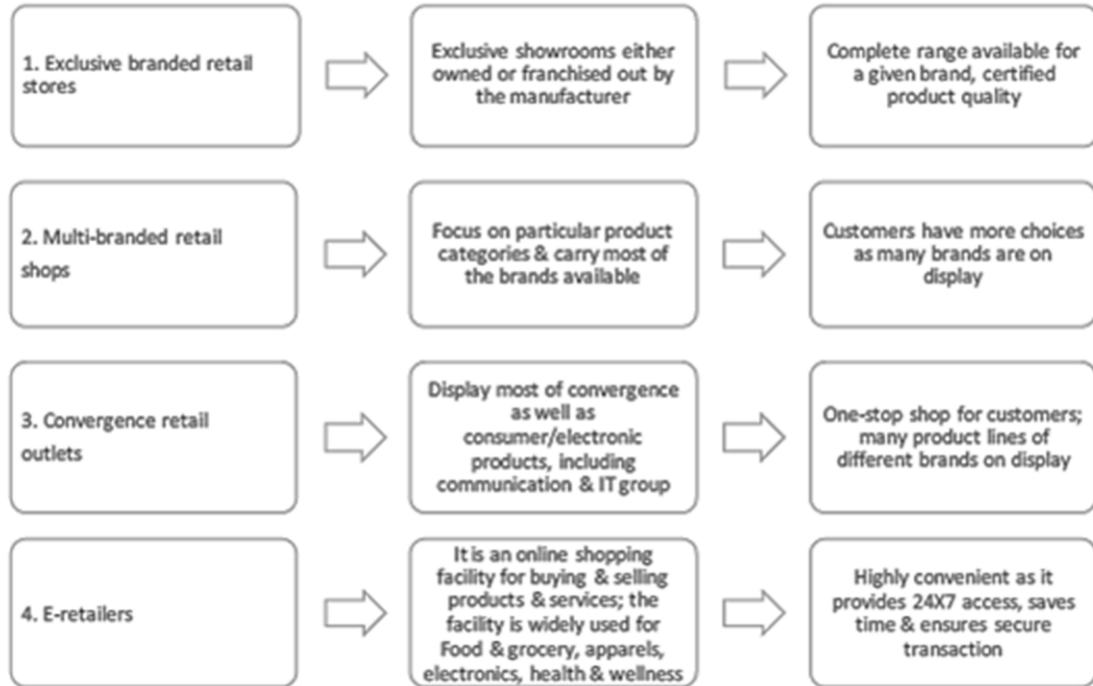 1. Exclusive branded retail
stores
Exclusive showrooms either
owned or franchised out by
the manufacturer
Complete range available for
a given brand, certified
product quality
2. Multi-branded retail
shops
Focus on particular product
categories & carry most of
the brands available
Customers have more choices
as many brands are on
display
3. Convergence retail
outlets
Display most of convergence
as well as
consumer/electronic
products, including
communication & IT group
One-stop shop for customers;
many product lines of
different brands on display
4. E-retailers
It is an online shopping
facility for buying & selling
products & services; the
facility is widely used for
Food & grocery, apparels,
electronics, health & wellness
Highly convenient as it
provides 24X7 access, saves
time & ensures secure
transaction